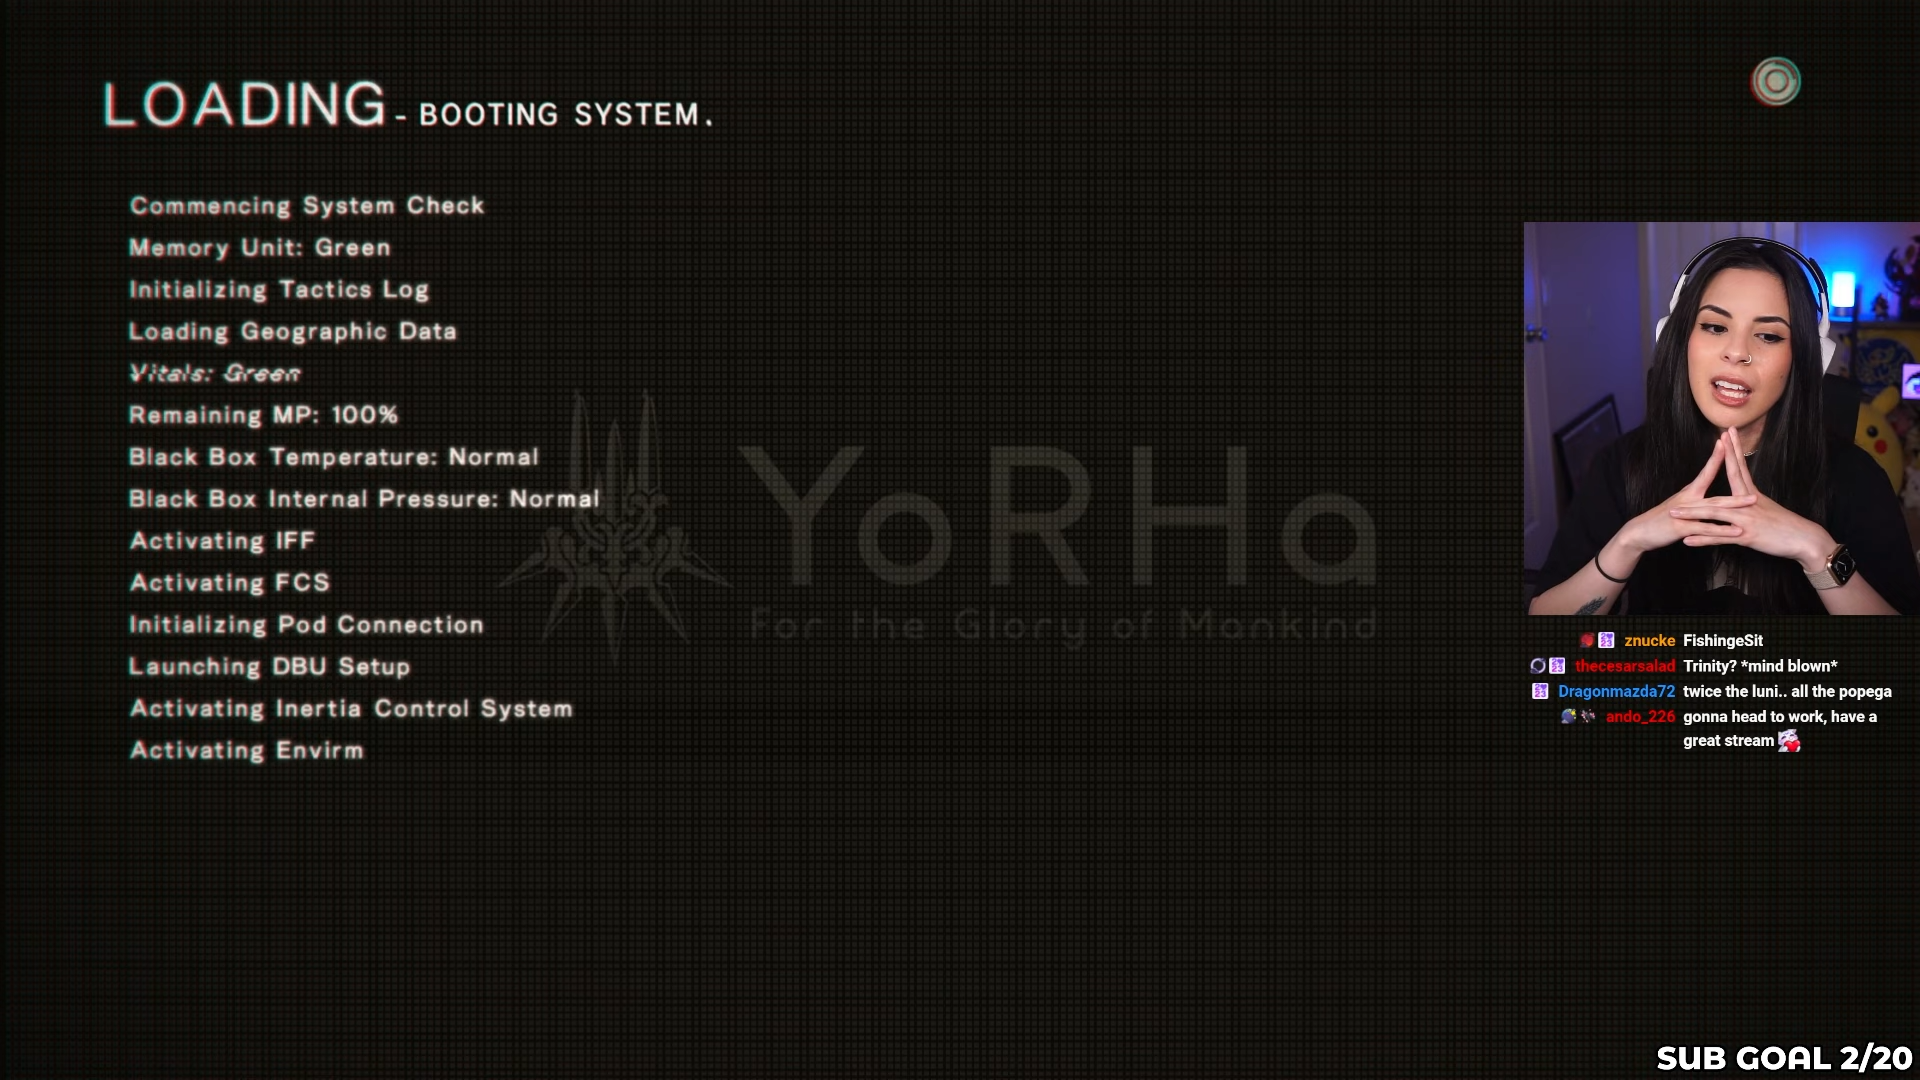 LOADING - BOOTING SYSTEM.
Commencing System Check
Memory Unit: Green
Initializing Tactics Log
Loading Geographic Data
Vitals: Green
Remaining MP: 100%
Black Box Temperature: Normal
Black Box Internal Pressure: Normal
Activating IFF
Activating FCS
Initializing Pod Connection
Launching DBU Setup
Activating Inertia Control System
Activating Envirm
YoRHa
For the Glory of Mankind
znucke FishingeSit
thecesarsalad Trinity? *mind blown*
Dragonmazda72 twice the luni.. all the popega
ando_226 gonna head to work, have a
great stream
SUB GOAL 2/20